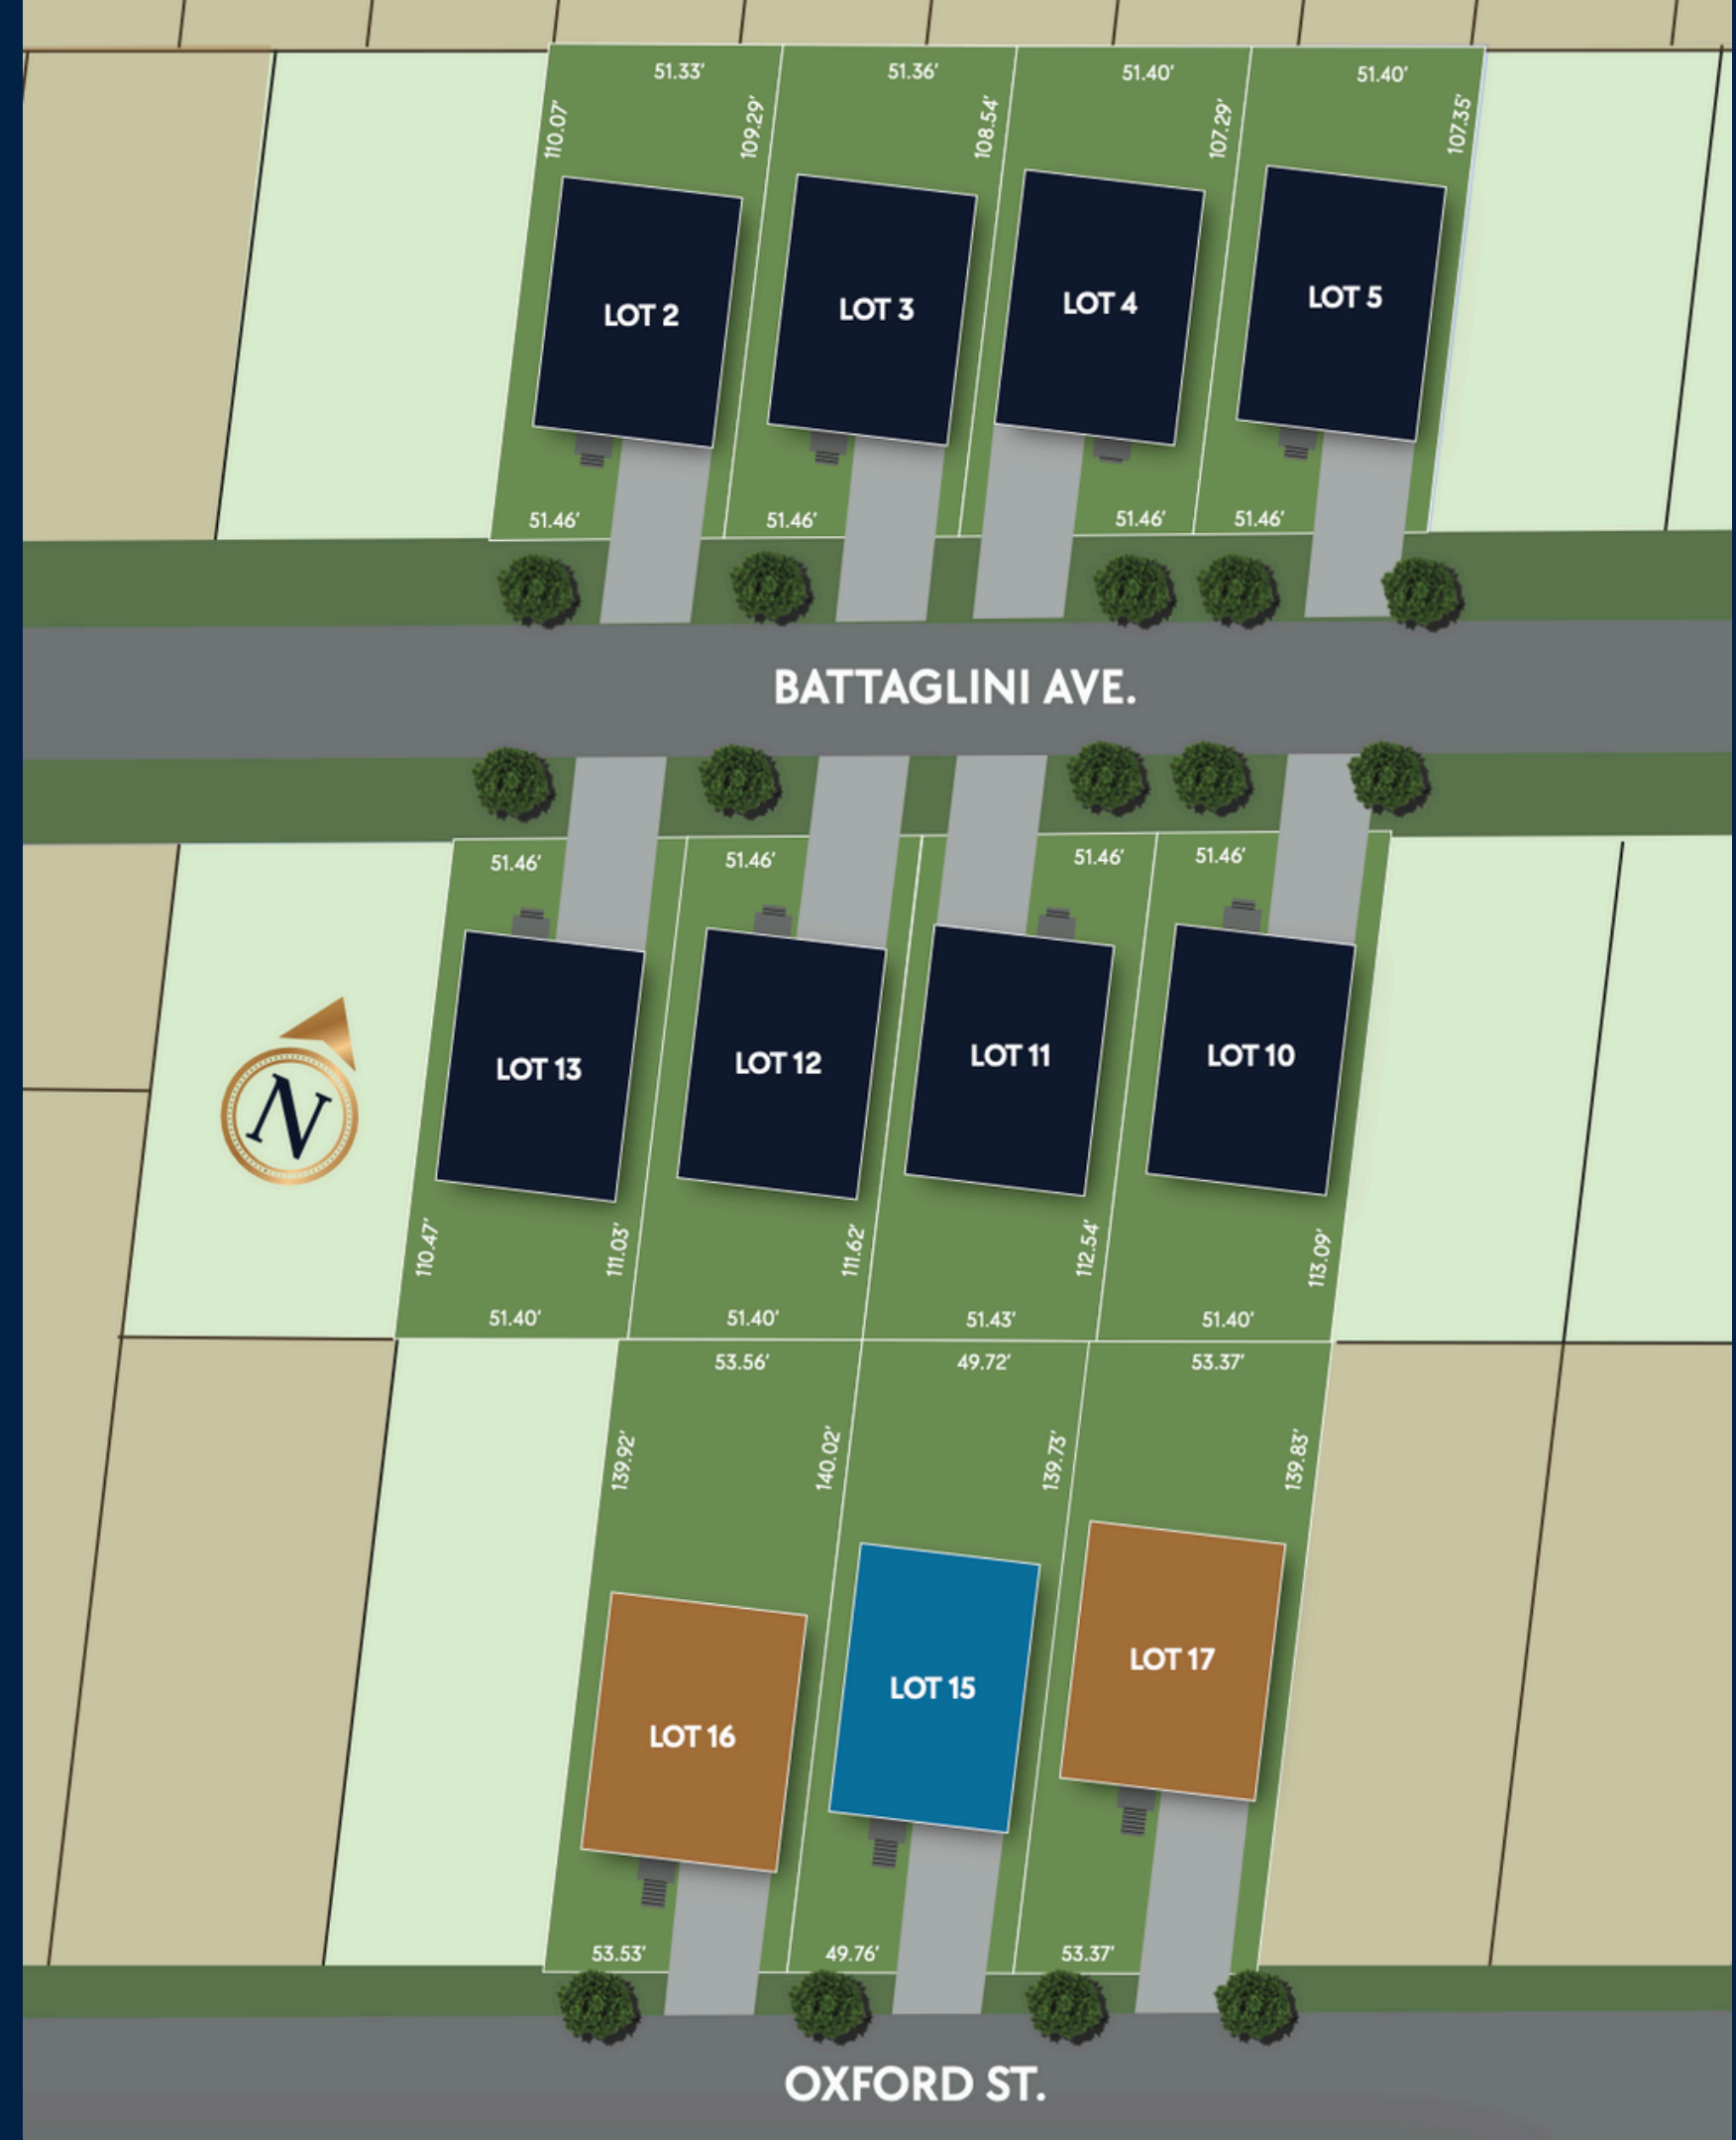 51.33′
51.36′
51.40′
51.40′
110.07′
109.29′
108.54′
107.29′
107.35′
LOT 2
LOT 3
LOT 4
LOT 5
51.46′
51.46′
51.46′
51.46′
BATTAGLINI AVE.
51.46′
51.46′
51.46′
51.46′
N
LOT 13
LOT 12
LOT 11
LOT 10
110.47′
111.03′
111.62′
112.54′
113.09′
51.40′
51.40′
51.43′
51.40′
53.56′
49.72′
53.37′
139.92′
140.02′
139.73′
139.83′
LOT 16
LOT 15
LOT 17
53.53′
49.76′
53.37′
OXFORD ST.